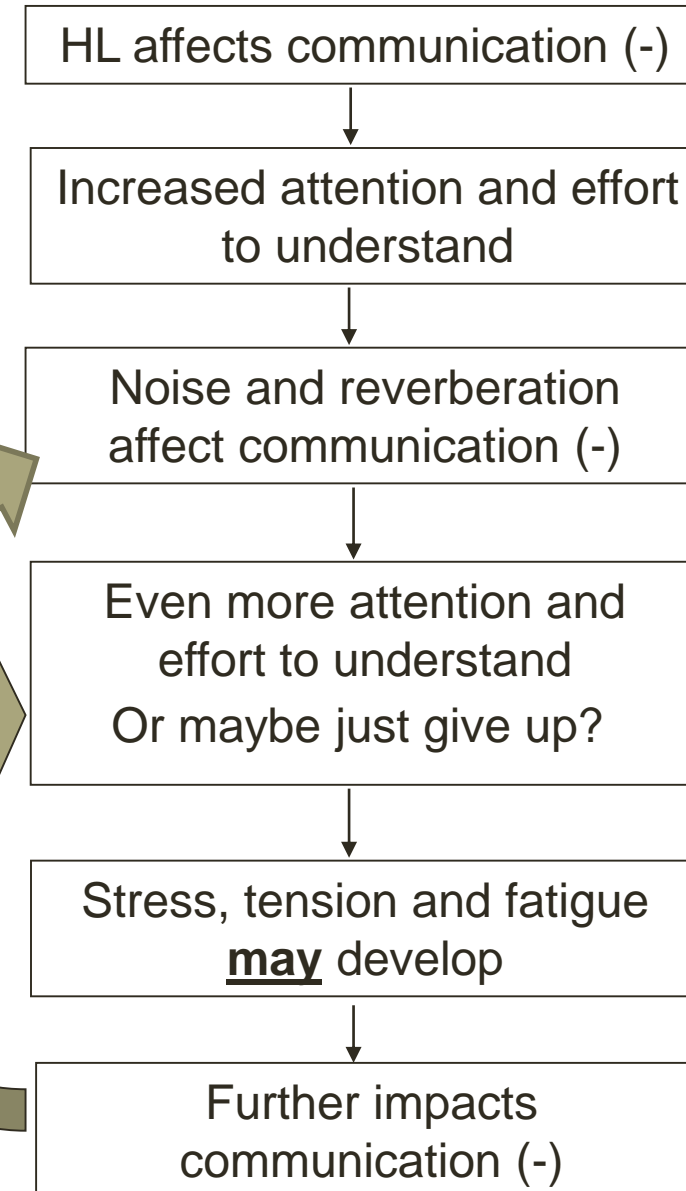 HL affects communication (-)
Increased attention and effort
to understand
Noise and reverberation
affect communication (-)
Even more attention and
effort to understand
Or maybe just give up?
Stress, tension and fatigue
may develop
Further impacts
communication (-)